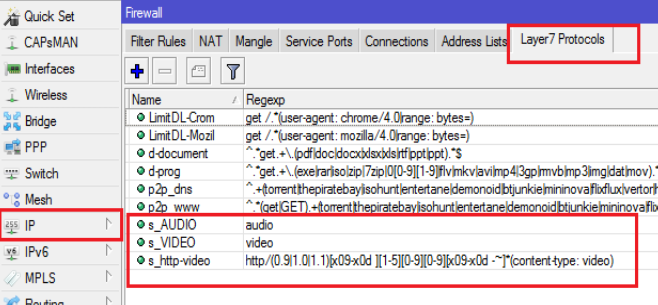 Quick Set
Firewall
CAPsMAN
Filter Rules NAT Mangle Service Ports Connections Address Lists Layer7 Protocols
Interfaces
Wireless
Bridge
Name / Regexp
LimitDL-Crom get /.*(user-agent: chrome/4.0|range: bytes=)
PPP
LimitDL-Mozil get /.*(user-agent: mozilla/4.0|range: bytes=)
d-document ^.*get.+\.(pdf|doc|docx|xlsx|xls|rtf|ppt|ppt).*$
Switch
d-prog ^.*get.+\.(exe|rar|iso|zip|7zip|0[0-9][1-9]|flv|mkv|avi|mp4|3gp|rmvb|mp3|img|dat|mov).*
Mesh
p2p_dns ^.+(torrent|thepiratebay|isohunt|entertane|demonoid|btjunkie|mininova|flixflux|vertor|h
p2p_www ^.*(get|GET).+(torrent|thepiratebay|isohunt|entertane|demonoid|btjunkie|mininova|flixflux
255 IP
s_AUDIO audio
s_VIDEO video
v6 IPv6
s_http-video http/(0.9|1.0|1.1)[x09-x0d ][1-5][0-9][0-9][x09-x0d -~]*(content-type: video)
MPLS
Routing